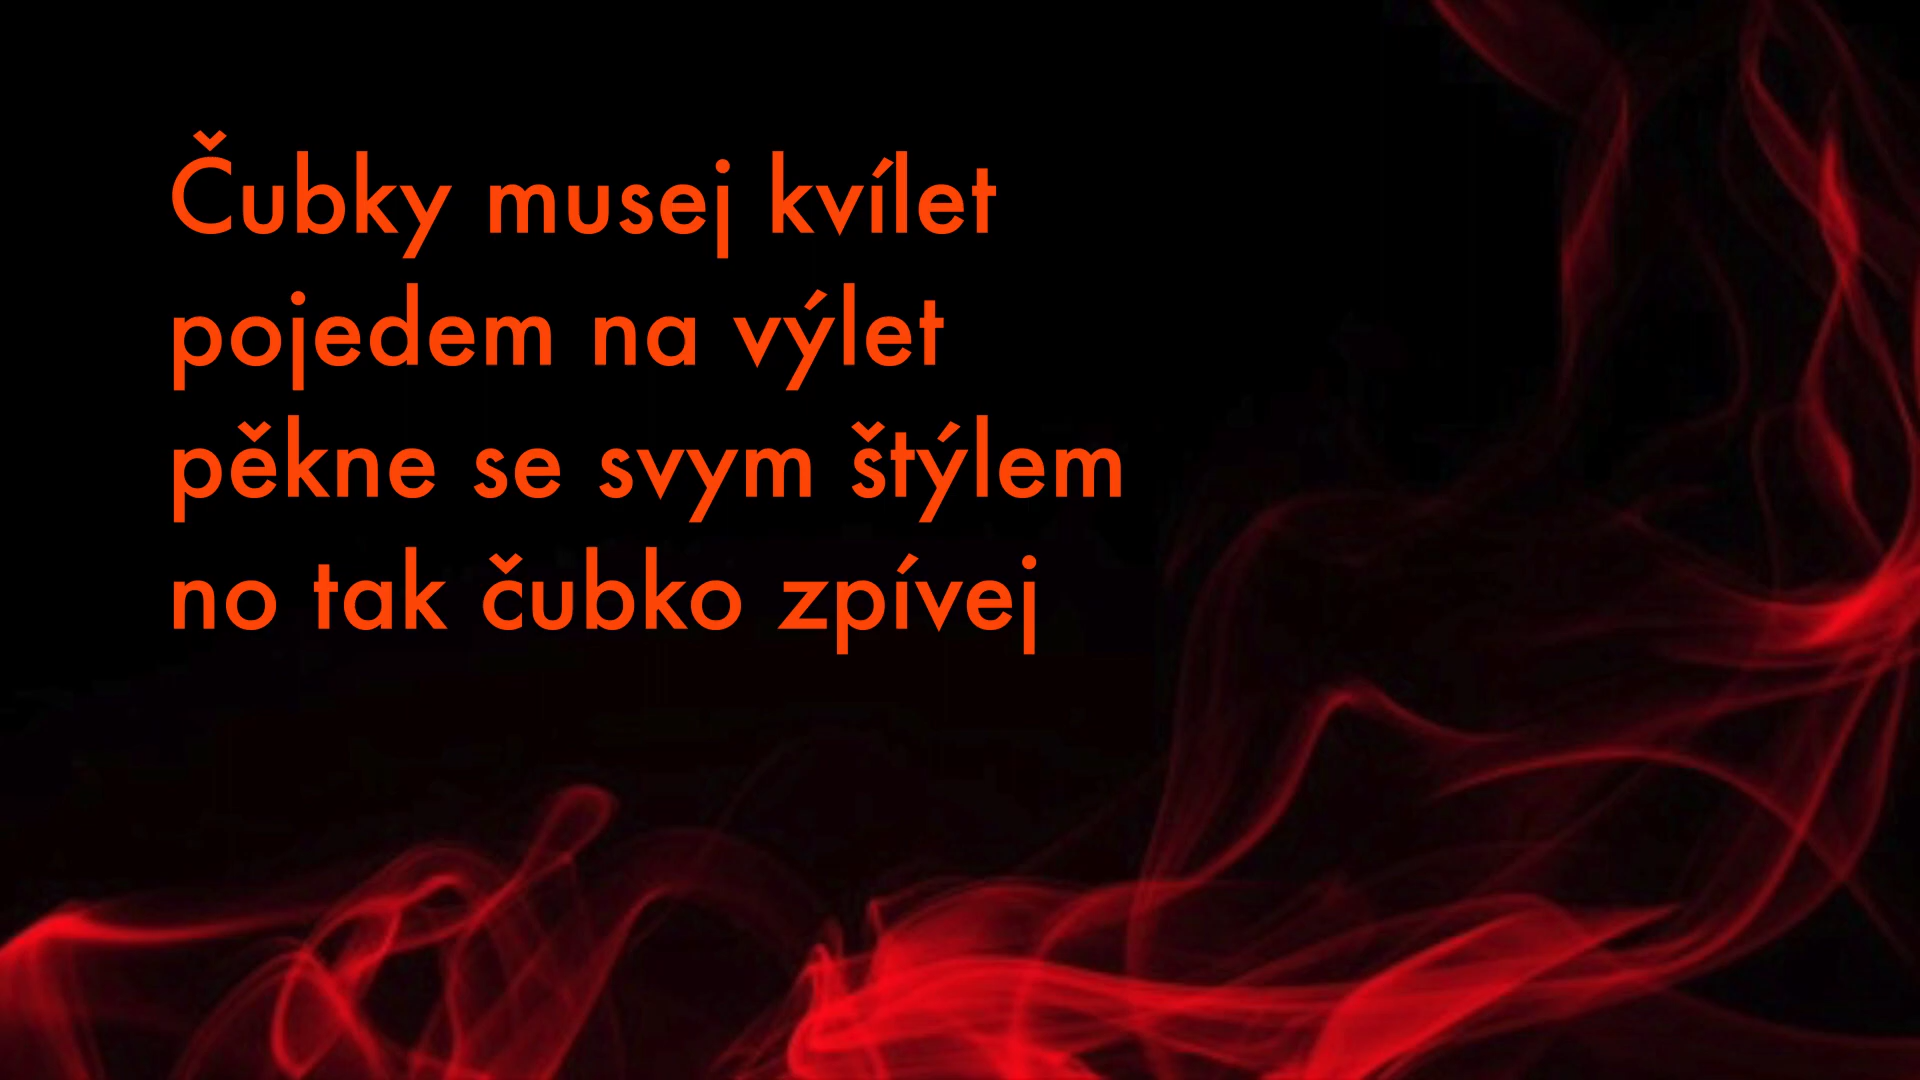 Čubky musej kvílet
pojedem na výlet
pěkne se svym štýlem
no tak čubko zpívej